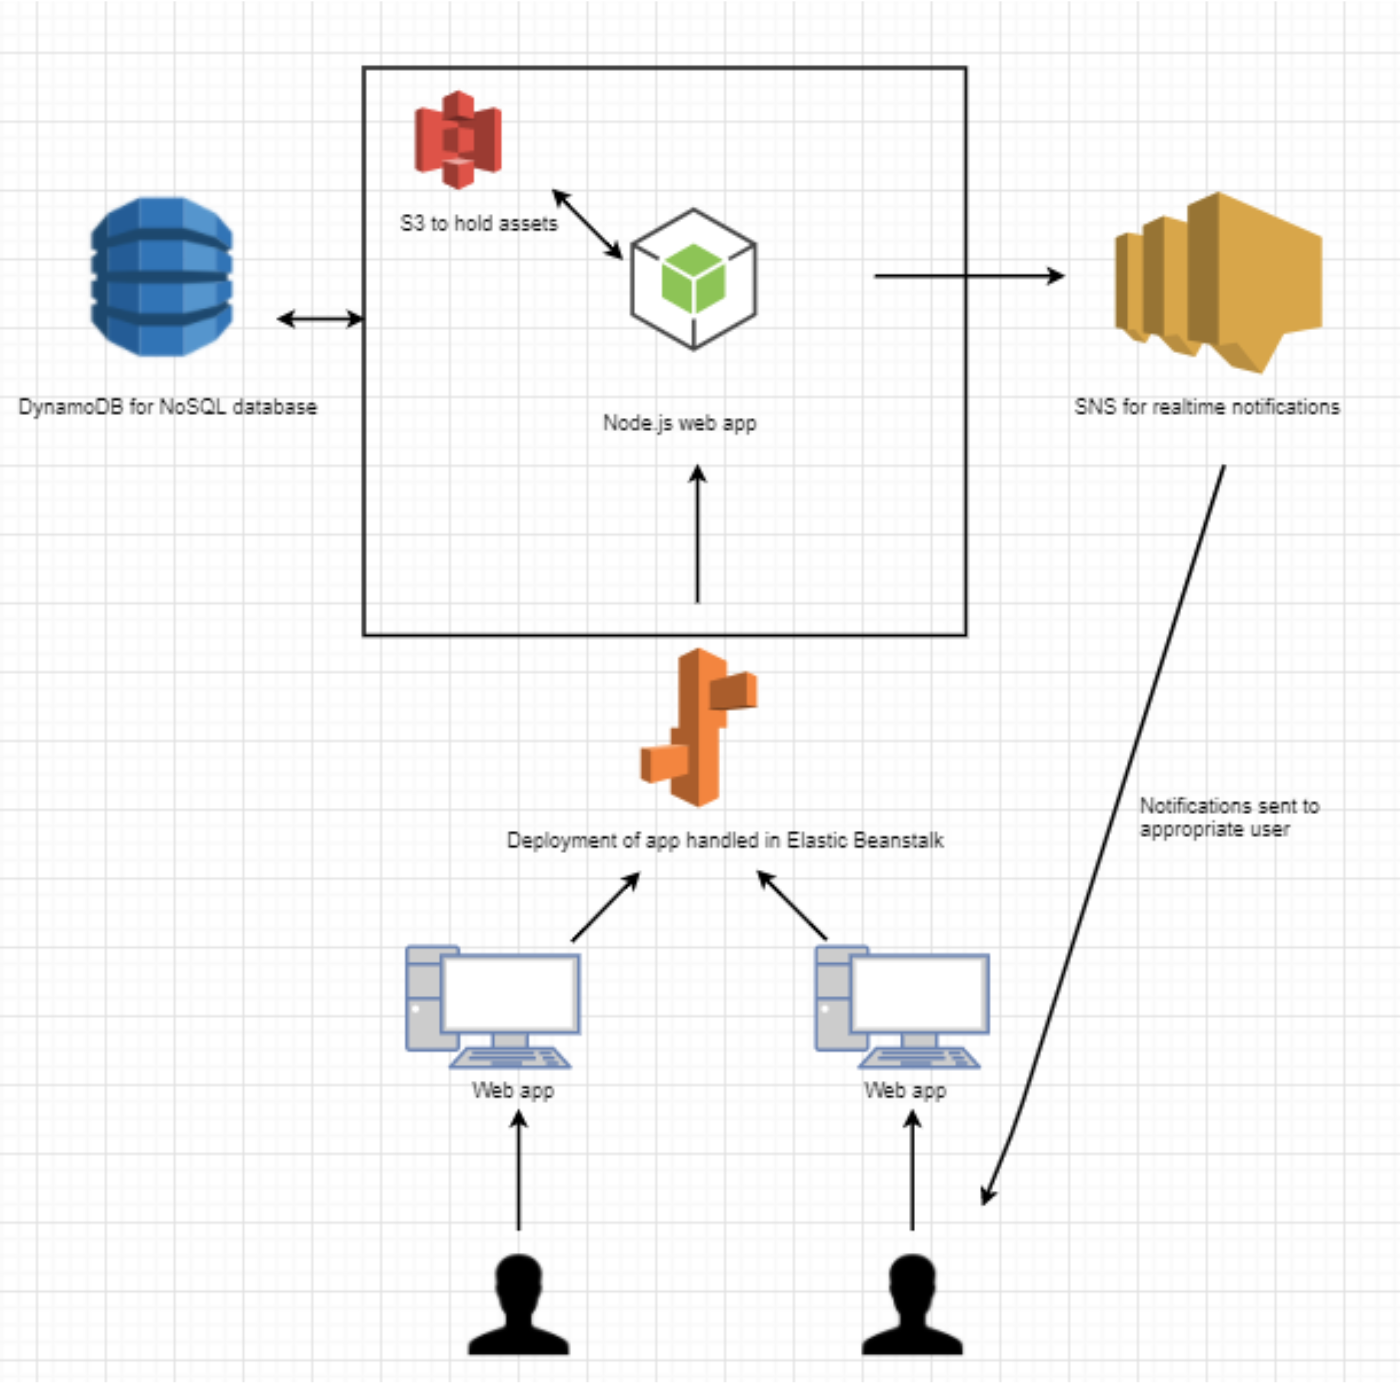 S3 to hold assets
DynamoDB for NoSQL database
Node.js web app
SNS for realtime notifications
Notifications sent to
appropriate user
Deployment of app handled in Elastic Beanstalk
Web app
Web app